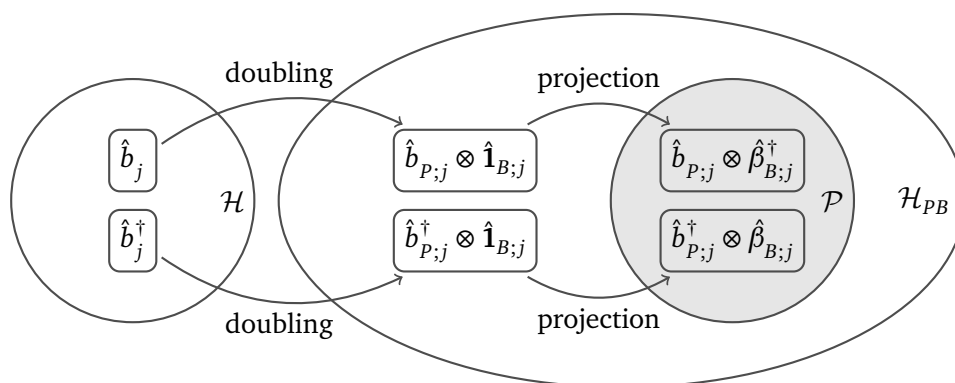 doubling projection
b̂_j b̂_{P;j} ⊗ 𝟏̂_{B;j} b̂_{P;j} ⊗ β̂†_{B;j}
ℋ 𝒫 ℋ_{PB}
b̂†_j b̂†_{P;j} ⊗ 𝟏̂_{B;j} b̂†_{P;j} ⊗ β̂_{B;j}
doubling projection